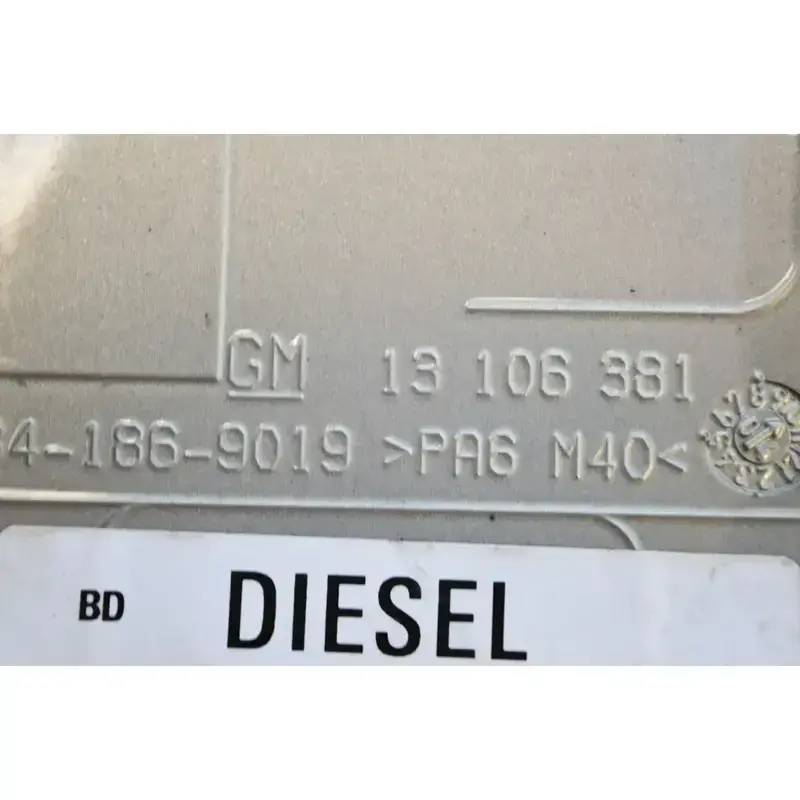 GM 13 106 381
4-186-9019 >PA6 M40<
BD DIESEL